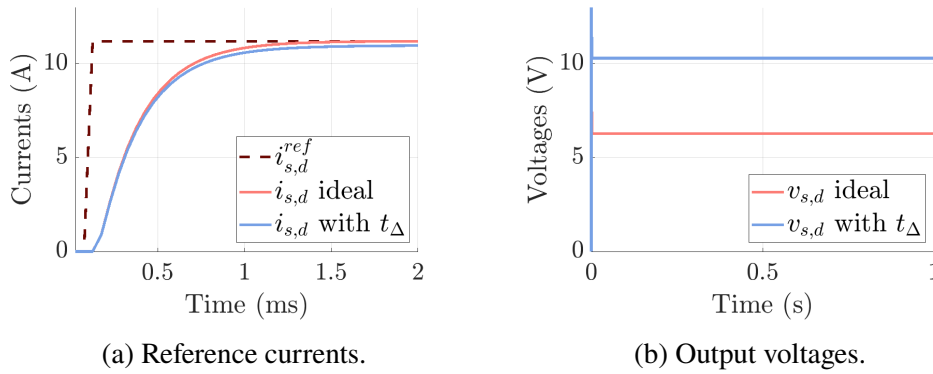 Currents (A)
10
5
0
0.5
1
1.5
2
Time (ms)
i_{s,d}^{ref}
i_{s,d} ideal
i_{s,d} with t_Δ
(a) Reference currents.
Voltages (V)
10
5
0
0
0.5
1
Time (s)
v_{s,d} ideal
v_{s,d} with t_Δ
(b) Output voltages.